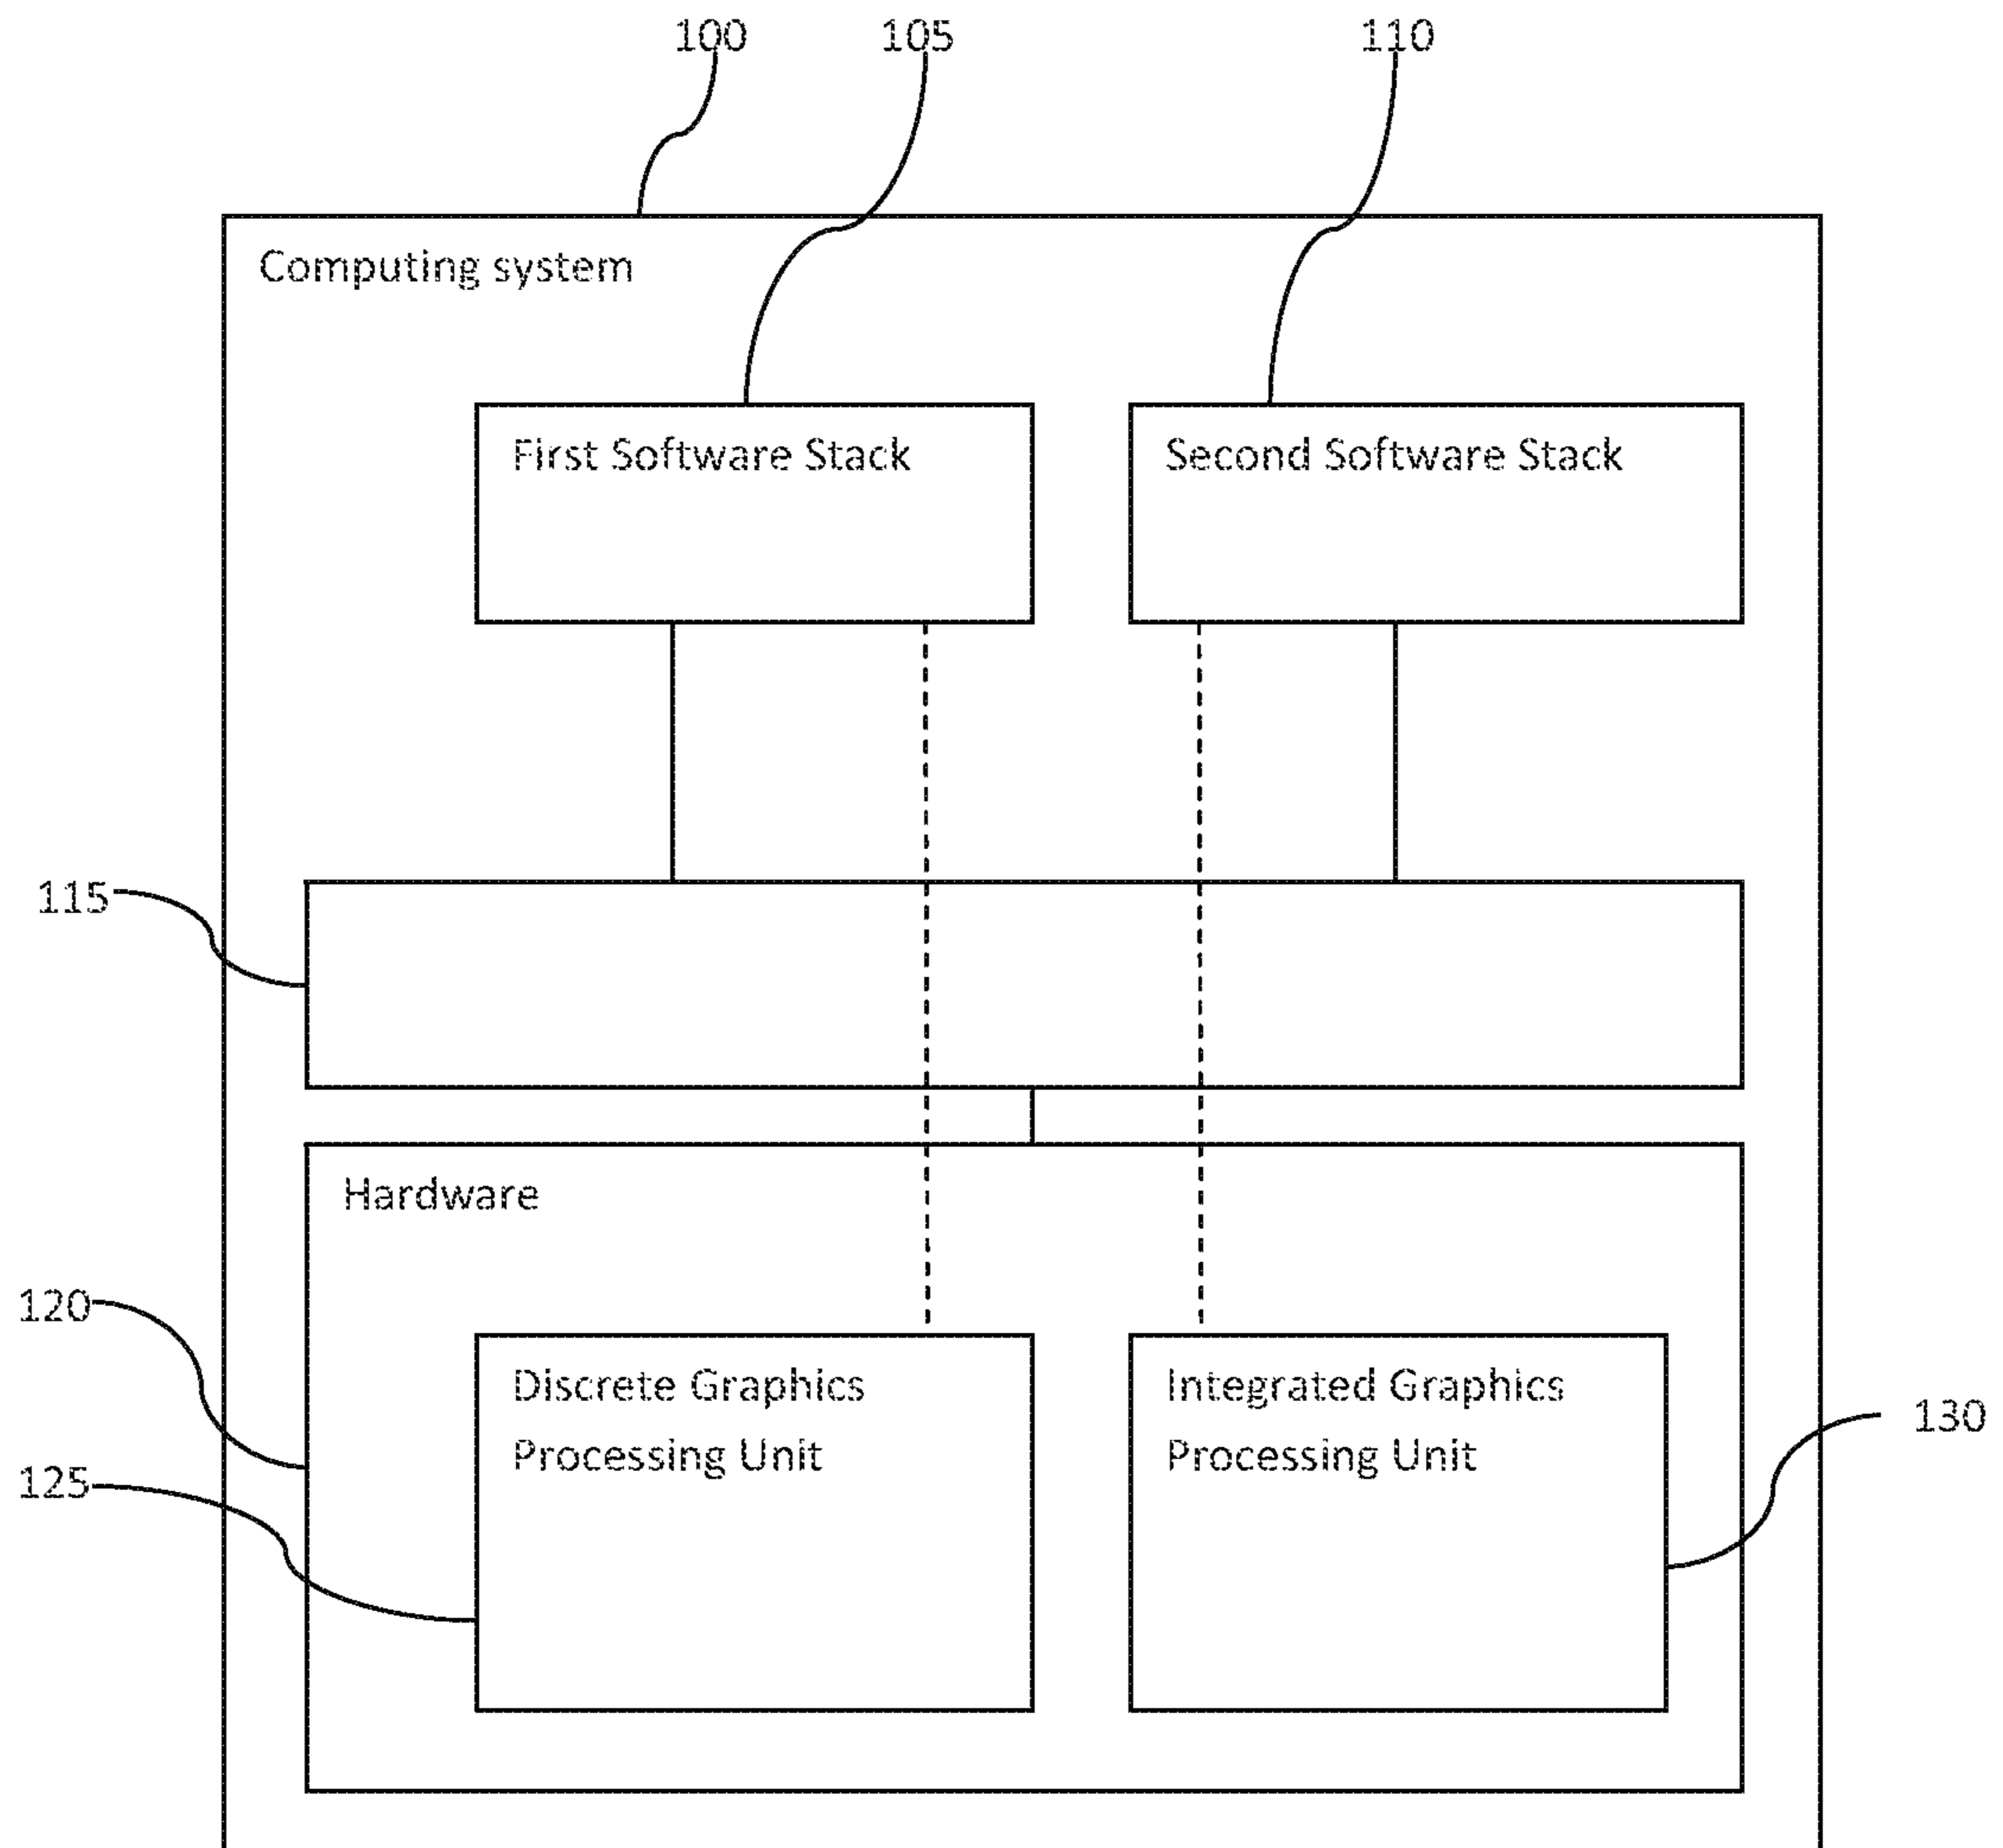 100
105
110
Computing system
First Software Stack
Second Software Stack
115
Hardware
120
Discrete Graphics
Processing Unit
Integrated Graphics
Processing Unit
130
125